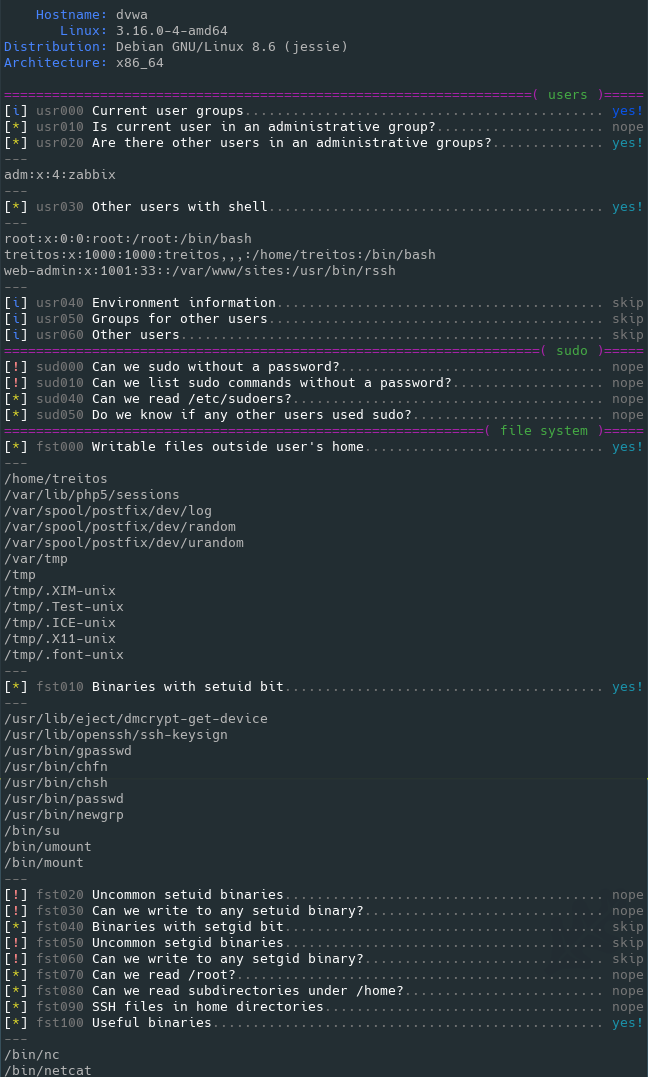 Hostname: dvwa
Linux: 3.16.0-4-amd64
Distribution: Debian GNU/Linux 8.6 (jessie)
Architecture: x86_64
==================================================================( users )=====
[i] usr000 Current user groups............................................. yes!
[*] usr010 Is current user in an administrative group?..................... nope
[*] usr020 Are there other users in an administrative groups?.............. yes!
---
adm:x:4:zabbix
---
[*] usr030 Other users with shell.......................................... yes!
---
root:x:0:0:root:/root:/bin/bash
treitos:x:1000:1000:treitos,,,:/home/treitos:/bin/bash
web-admin:x:1001:33::/var/www/sites:/usr/bin/rssh
---
[i] usr040 Environment information......................................... skip
[i] usr050 Groups for other users.......................................... skip
[i] usr060 Other users..................................................... skip
===================================================================( sudo )=====
[!] sud000 Can we sudo without a password?................................. nope
[!] sud010 Can we list sudo commands without a password?................... nope
[*] sud040 Can we read /etc/sudoers?....................................... nope
[*] sud050 Do we know if any other users used sudo?........................ nope
============================================================( file system )=====
[*] fst000 Writable files outside user's home.............................. yes!
---
/home/treitos
/var/lib/php5/sessions
/var/spool/postfix/dev/log
/var/spool/postfix/dev/random
/var/spool/postfix/dev/urandom
/var/tmp
/tmp
/tmp/.XIM-unix
/tmp/.Test-unix
/tmp/.ICE-unix
/tmp/.X11-unix
/tmp/.font-unix
---
[*] fst010 Binaries with setuid bit........................................ yes!
---
/usr/lib/eject/dmcrypt-get-device
/usr/lib/openssh/ssh-keysign
/usr/bin/gpasswd
/usr/bin/chfn
/usr/bin/chsh
/usr/bin/passwd
/usr/bin/newgrp
/bin/su
/bin/umount
/bin/mount
---
[!] fst020 Uncommon setuid binaries........................................ nope
[!] fst030 Can we write to any setuid binary?.............................. nope
[*] fst040 Binaries with setgid bit........................................ skip
[!] fst050 Uncommon setgid binaries........................................ skip
[!] fst060 Can we write to any setgid binary?.............................. skip
[*] fst070 Can we read /root?.............................................. nope
[*] fst080 Can we read subdirectories under /home?......................... nope
[*] fst090 SSH files in home directories................................... nope
[*] fst100 Useful binaries................................................. yes!
---
/bin/nc
/bin/netcat